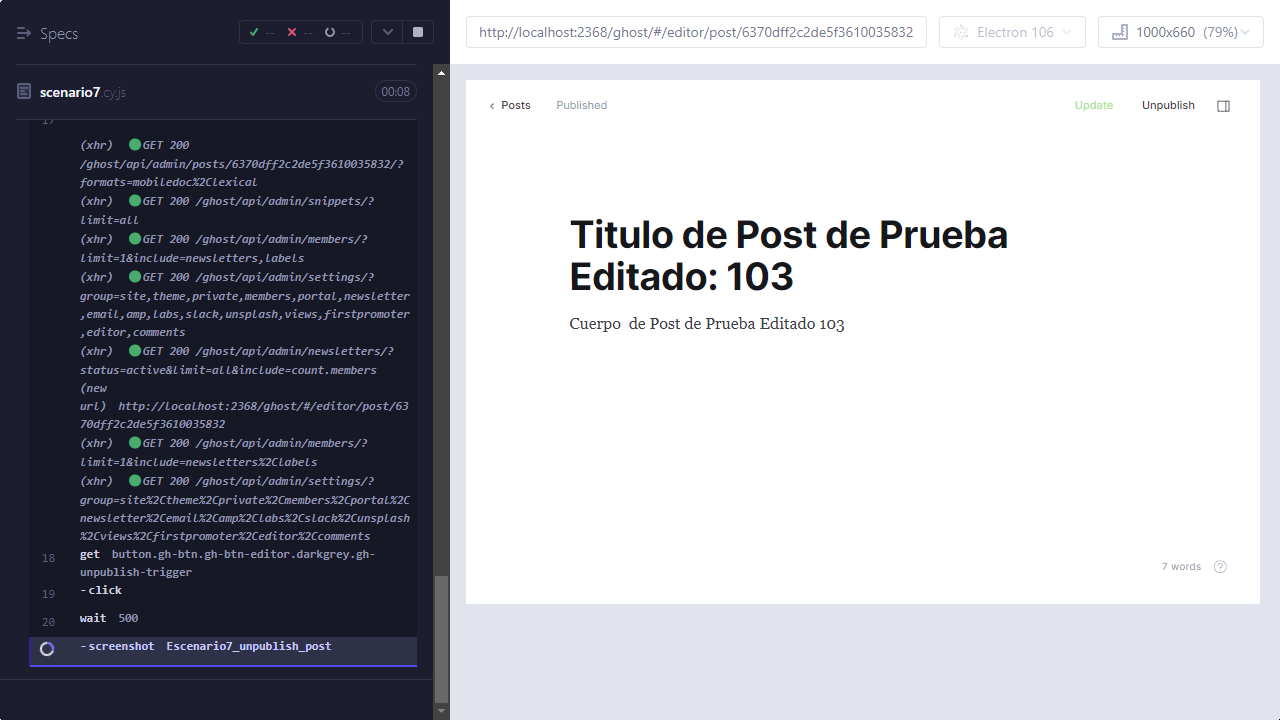 Specs
-- -- --
scenario7.cy.js 00:08
17
(xhr) GET 200
/ghost/api/admin/posts/6370dff2c2de5f3610035832/?
formats=mobiledoc%2Clexical
(xhr) GET 200 /ghost/api/admin/snippets/?
limit=all
(xhr) GET 200 /ghost/api/admin/members/?
limit=1&include=newsletters,labels
(xhr) GET 200 /ghost/api/admin/settings/?
group=site,theme,private,members,portal,newsletter
,email,amp,labs,slack,unsplash,views,firstpromoter
,editor,comments
(xhr) GET 200 /ghost/api/admin/newsletters/?
status=active&limit=all&include=count.members
(new
url) http://localhost:2368/ghost/#/editor/post/63
70dff2c2de5f3610035832
(xhr) GET 200 /ghost/api/admin/members/?
limit=1&include=newsletters%2Clabels
(xhr) GET 200 /ghost/api/admin/settings/?
group=site%2Ctheme%2Cprivate%2Cmembers%2Cportal%2C
newsletter%2Cemail%2Camp%2Clabs%2Cslack%2Cunsplash
%2Cviews%2Cfirstpromoter%2Ceditor%2Ccomments
18 get button.gh-btn.gh-btn-editor.darkgrey.gh-
unpublish-trigger
19 -click
20 wait 500
-screenshot Escenario7_unpublish_post
http://localhost:2368/ghost/#/editor/post/6370dff2c2de5f3610035832
Electron 106
1000x660 (79%)
Posts Published Update Unpublish
Titulo de Post de Prueba
Editado: 103
Cuerpo de Post de Prueba Editado 103
7 words ?